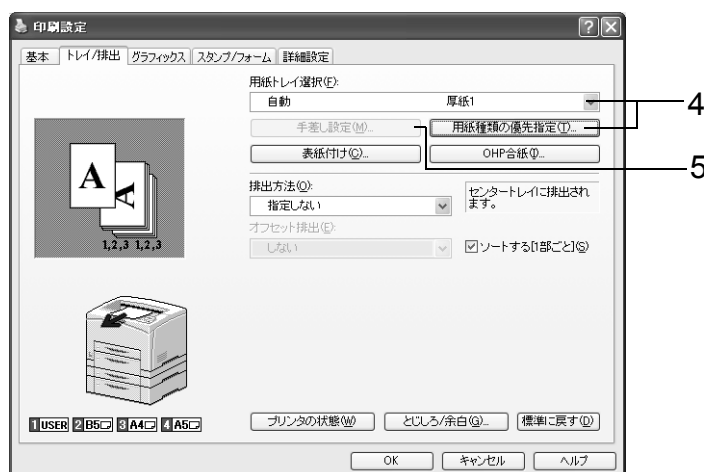 印刷設定
基本 トレイ/排出 グラフィックス スタンプ/フォーム 詳細設定
用紙トレイ選択(F):
自動 厚紙1
4
手差し設定(M)... 用紙種類の優先指定(T)...
5
表紙付け(C)... OHP合紙(I)...
排出方法(O):
指定しない
センタートレイに排出され
ます。
オフセット排出(E):
しない
ソートする[1部ごと](S)
A A
1,2,3 1,2,3
1 USER 2 B5 3 A4 4 A5
プリンタの状態(W) とじしろ/余白(G)... 標準に戻す(D)
OK キャンセル ヘルプ